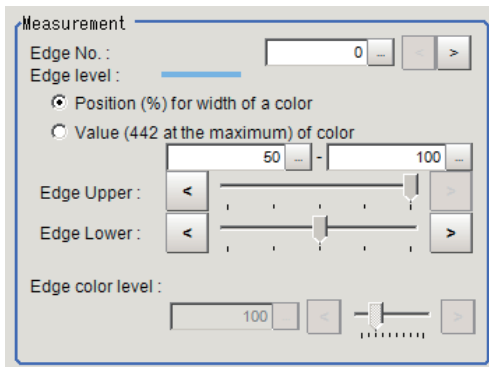 Measurement
Edge No. : 0 ... < >
Edge level :
Position (%) for width of a color
Value (442 at the maximum) of color
50 ... - 100 ...
Edge Upper : < >
Edge Lower : < >
Edge color level :
100 ... < >